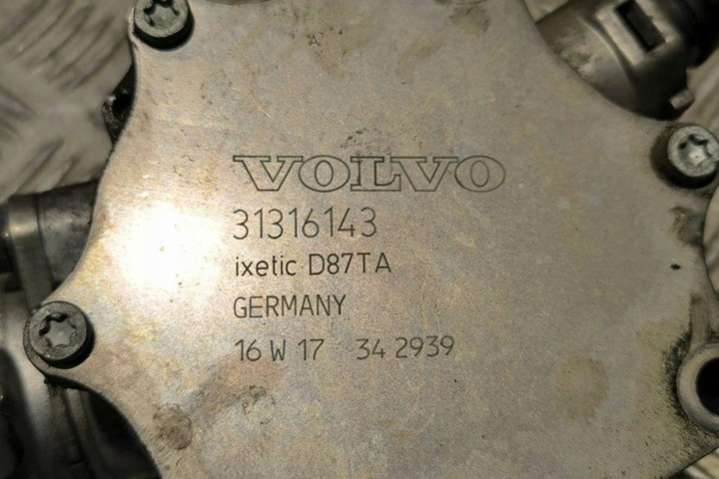 VOLVO
31316143
ixetic D87TA
GERMANY
16 W 17 34 2939